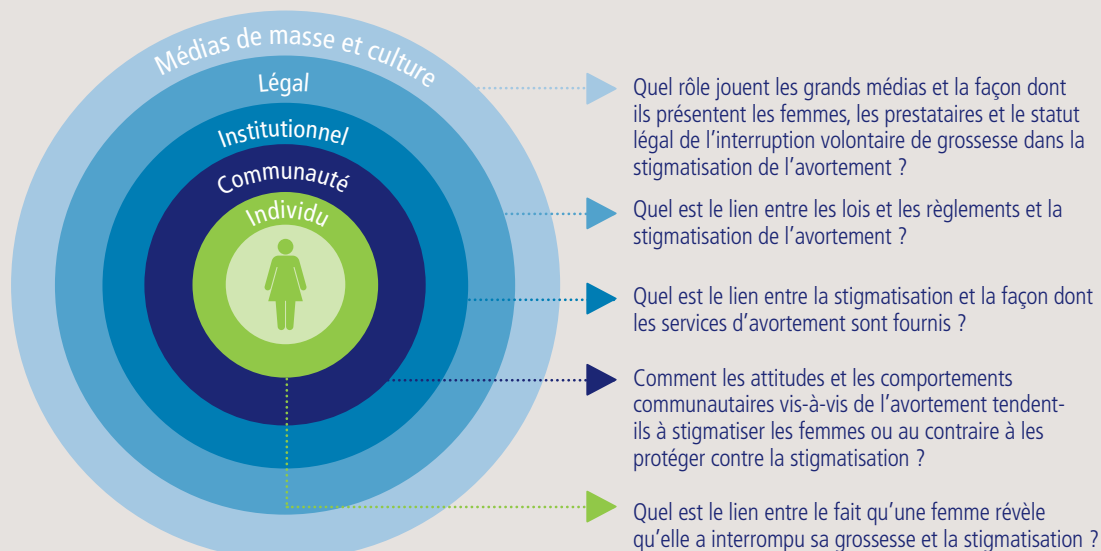 Médias de masse et culture
Légal
Institutionnel
Communauté
Individu
Quel rôle jouent les grands médias et la façon dont
ils présentent les femmes, les prestataires et le statut
légal de l’interruption volontaire de grossesse dans la
stigmatisation de l’avortement ?
Quel est le lien entre les lois et les règlements et la
stigmatisation de l’avortement ?
Quel est le lien entre la stigmatisation et la façon dont
les services d’avortement sont fournis ?
Comment les attitudes et les comportements
communautaires vis-à-vis de l’avortement tendent-
ils à stigmatiser les femmes ou au contraire à les
protéger contre la stigmatisation ?
Quel est le lien entre le fait qu’une femme révèle
qu’elle a interrompu sa grossesse et la stigmatisation ?